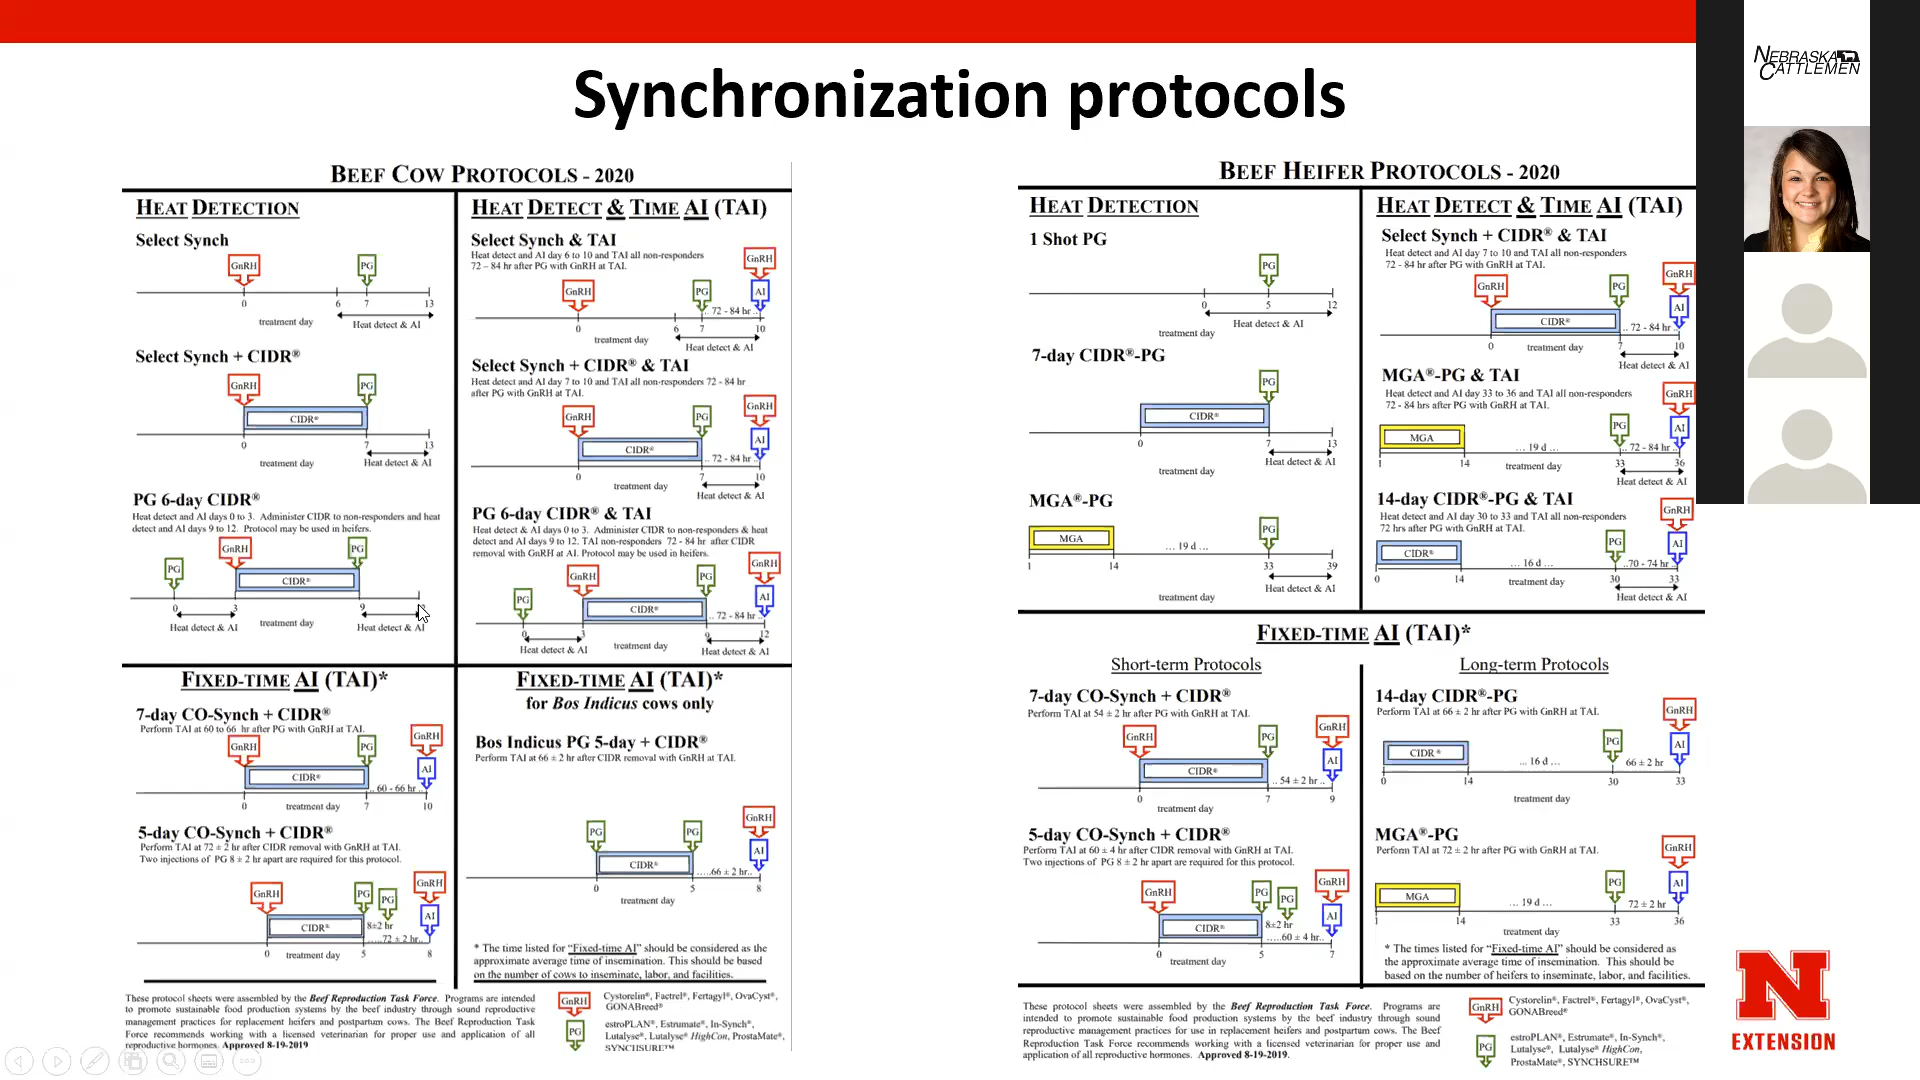 Synchronization protocols
NEBRASKA
CATTLEMEN
BEEF COW PROTOCOLS - 2020
HEAT DETECTION
Select Synch
GnRH
PG
0
6
7
13
treatment day
Heat detect & AI
Select Synch + CIDR®
GnRH
PG
CIDR®
0
7
13
treatment day
Heat detect & AI
PG 6-day CIDR®
Heat detect and AI days 0 to 3. Administer CIDR to non-responders and heat
detect and AI days 9 to 12. Protocol may be used in heifers.
PG
GnRH
PG
CIDR®
0
3
9
Heat detect & AI
treatment day
Heat detect & AI
HEAT DETECT & TIME AI (TAI)
Select Synch & TAI
Heat detect and AI day 6 to 10 and TAI all non-responders
72 – 84 hr after PG with GnRH at TAI.
GnRH
PG
GnRH
AI
.. 72 - 84 hr ..
0
6
7
10
treatment day
Heat detect & AI
Select Synch + CIDR® & TAI
Heat detect and AI day 7 to 10 and TAI all non-responders 72 - 84 hr
after PG with GnRH at TAI.
GnRH
PG
GnRH
AI
CIDR®
.. 72 - 84 hr ..
0
7
10
treatment day
Heat detect & AI
PG 6-day CIDR® & TAI
Heat detect & AI days 0 to 3. Administer CIDR to non-responders & heat
detect and AI days 9 to 12. TAI non-responders 72 - 84 hr after CIDR
removal with GnRH at AI. Protocol may be used in heifers.
PG
GnRH
PG
GnRH
AI
CIDR®
.. 72 - 84 hr ..
0
3
9
12
Heat detect & AI
treatment day
Heat detect & AI
FIXED-TIME AI (TAI)*
7-day CO-Synch + CIDR®
Perform TAI at 60 to 66 hr after PG with GnRH at TAI.
GnRH
PG
GnRH
AI
CIDR®
.. 60 - 66 hr ..
0
7
10
treatment day
5-day CO-Synch + CIDR®
Perform TAI at 72 ± 2 hr after CIDR removal with GnRH at TAI.
Two injections of PG 8 ± 2 hr apart are required for this protocol.
GnRH
PG
PG
GnRH
AI
CIDR®
8±2 hr
.....72 ± 2 hr..
0
treatment day
5
8
FIXED-TIME AI (TAI)*
for Bos Indicus cows only
Bos Indicus PG 5-day + CIDR®
Perform TAI at 66 ± 2 hr after CIDR removal with GnRH at TAI.
PG
PG
GnRH
AI
CIDR®
.....66 ± 2 hr..
0
5
8
treatment day
* The time listed for “Fixed-time AI” should be considered as the
approximate average time of insemination. This should be based
on the number of cows to inseminate, labor, and facilities.
These protocol sheets were assembled by the Beef Reproduction Task Force. Programs are intended
to promote sustainable food production systems by the beef industry through sound reproductive
management practices for replacement heifers and postpartum cows. The Beef Reproduction Task
Force recommends working with a licensed veterinarian for proper use and application of all
reproductive hormones. Approved 8-19-2019
GnRH
Cystorelin®, Factrel®, Fertagyl®, OvaCyst®,
GONABreed®
PG
estroPLAN®, Estrumate®, In-Synch®,
Lutalyse®, Lutalyse® HighCon, ProstaMate®,
SYNCHSURE™
BEEF HEIFER PROTOCOLS - 2020
HEAT DETECTION
1 Shot PG
PG
0
5
12
Heat detect & AI
treatment day
7-day CIDR®-PG
PG
CIDR®
0
7
13
Heat detect & AI
treatment day
MGA®-PG
PG
MGA
... 19 d ...
1
14
33
39
Heat detect & AI
treatment day
HEAT DETECT & TIME AI (TAI)
Select Synch + CIDR® & TAI
Heat detect and AI day 7 to 10 and TAI all non-responders
72 - 84 hr after PG with GnRH at TAI.
GnRH
PG
GnRH
AI
CIDR®
.. 72 - 84 hr ..
0
treatment day
7
10
Heat detect & AI
MGA®-PG & TAI
Heat detect and AI day 33 to 36 and TAI all non-responders
72 - 84 hrs after PG with GnRH at TAI.
GnRH
PG
AI
MGA
... 19 d ...
.. 72 - 84 hr ..
1
14
treatment day
33
36
Heat detect & AI
14-day CIDR®-PG & TAI
Heat detect and AI day 30 to 33 and TAI all non-responders
72 hrs after PG with GnRH at TAI.
GnRH
PG
AI
CIDR®
... 16 d ...
..70 - 74 hr ..
0
14
treatment day
30
33
Heat detect & AI
FIXED-TIME AI (TAI)*
Short-term Protocols
7-day CO-Synch + CIDR®
Perform TAI at 54 ± 2 hr after PG with GnRH at TAI.
GnRH
PG
GnRH
AI
CIDR®
.. 54 ± 2 hr ..
0
7
9
treatment day
5-day CO-Synch + CIDR®
Perform TAI at 60 ± 4 hr after CIDR removal with GnRH at TAI.
Two injections of PG 8 ± 2 hr apart are required for this protocol.
GnRH
PG
PG
GnRH
AI
CIDR®
8±2 hr
.....60 ± 4 hr..
0
5
7
treatment day
Long-term Protocols
14-day CIDR®-PG
Perform TAI at 66 ± 2 hr after PG with GnRH at TAI.
GnRH
PG
AI
CIDR®
... 16 d ...
66 ± 2 hr
0
14
30
33
treatment day
MGA®-PG
Perform TAI at 72 ± 2 hr after PG with GnRH at TAI.
GnRH
PG
AI
MGA
... 19 d ...
72 ± 2 hr
1
14
33
36
treatment day
* The times listed for “Fixed-time AI” should be considered as
the approximate average time of insemination. This should be
based on the number of heifers to inseminate, labor, and facilities.
These protocol sheets were assembled by the Beef Reproduction Task Force. Programs are
intended to promote sustainable food production systems by the beef industry through sound
reproductive management practices for use in replacement heifers and postpartum cows. The Beef
Reproduction Task Force recommends working with a licensed veterinarian for proper use and
application of all reproductive hormones. Approved 8-19-2019.
GnRH
Cystorelin®, Factrel®, Fertagyl®, OvaCyst®,
GONABreed®
PG
estroPLAN®, Estrumate®, In-Synch®,
Lutalyse®, Lutalyse® HighCon,
ProstaMate®, SYNCHSURE™
N
EXTENSION